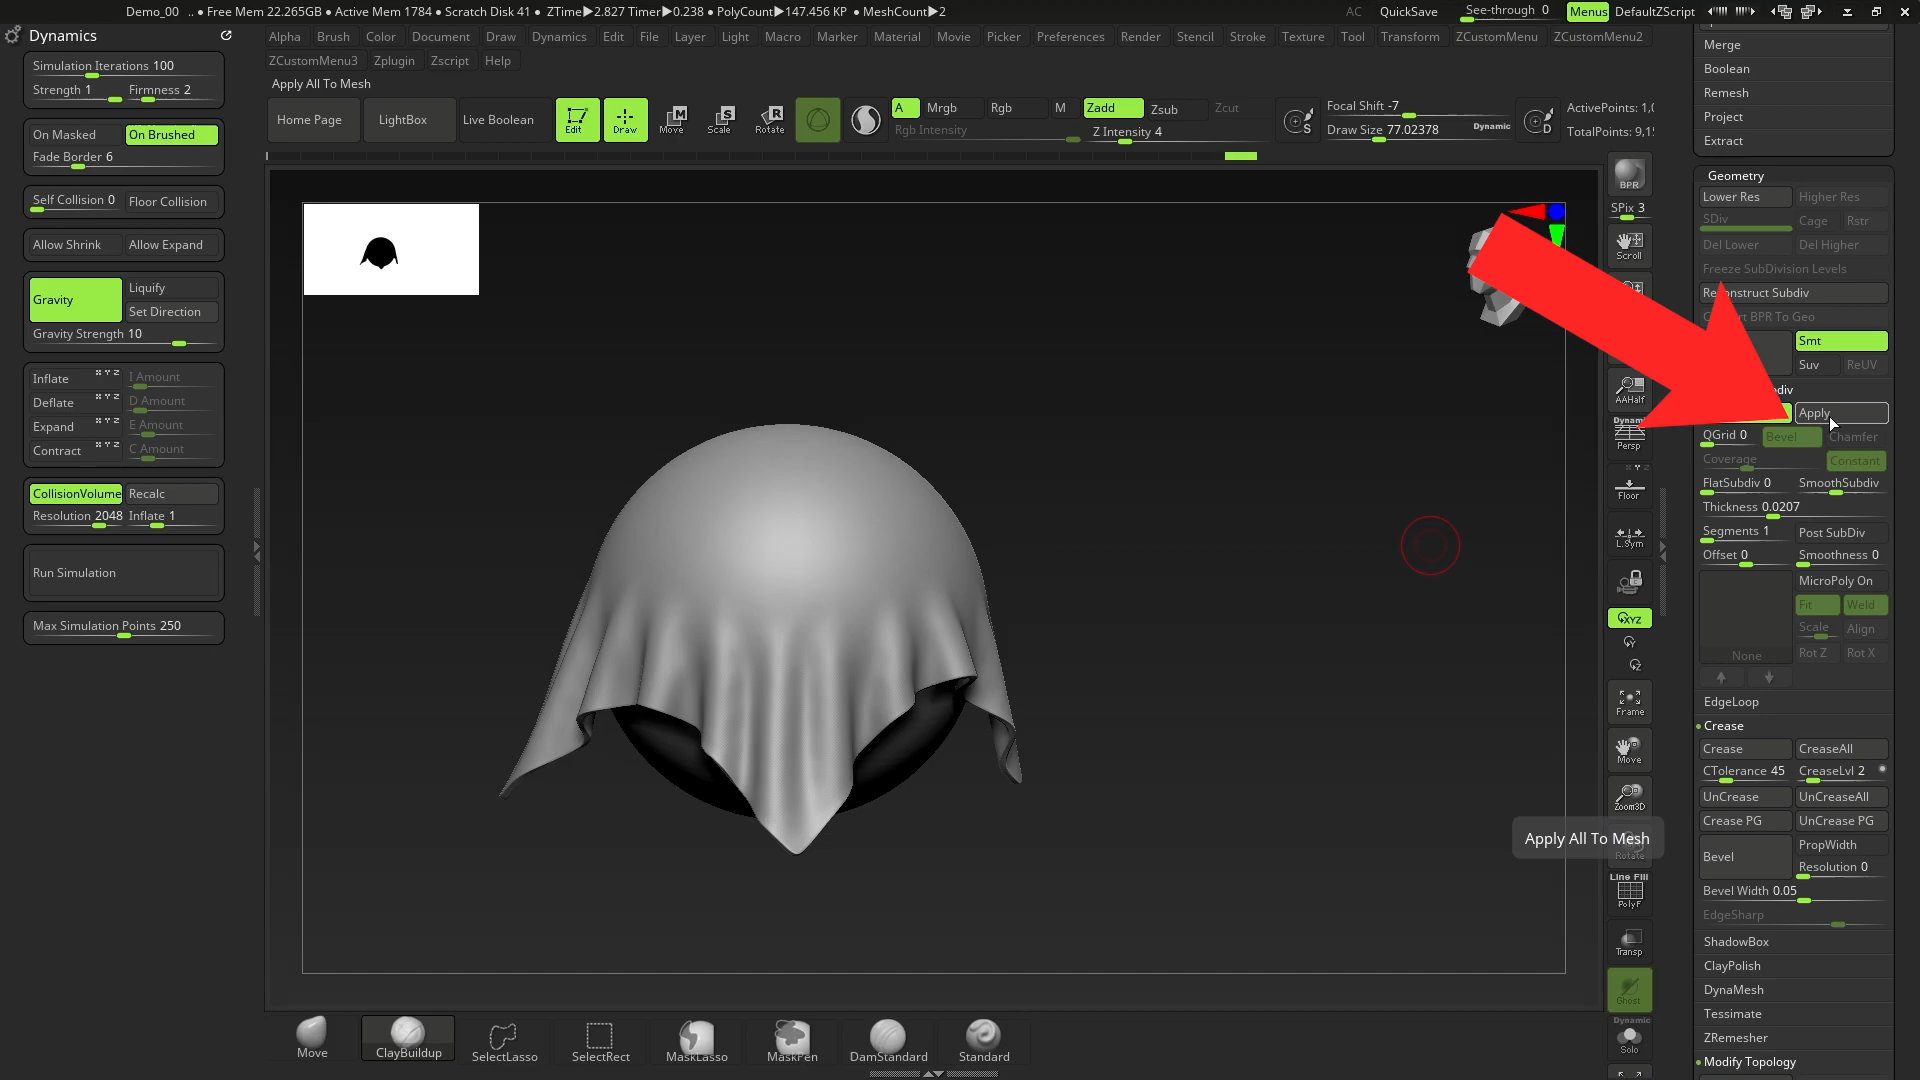 Demo_00 .. ● Free Mem 22.265GB ● Active Mem 1784 ● Scratch Disk 41 ● ZTime▶2.827 Timer▶0.238 ● PolyCount▶147.456 KP ● MeshCount▶2
AC QuickSave See-through 0 Menus DefaultZScript
Dynamics
Alpha Brush Color Document Draw Dynamics Edit File Layer Light Macro Marker Material Movie Picker Preferences Render Stencil Stroke Texture Tool Transform ZCustomMenu ZCustomMenu2
ZCustomMenu3 Zplugin Zscript Help
Apply All To Mesh
Home Page LightBox Live Boolean Edit Draw Move Scale Rotate
A Mrgb Rgb M Zadd Zsub Zcut
Rgb Intensity Z Intensity 4
S Focal Shift -7
Draw Size 77.02378 Dynamic
D ActivePoints: 1,0
TotalPoints: 9,1
Simulation Iterations 100
Strength 1 Firmness 2
On Masked On Brushed
Fade Border 6
Self Collision 0 Floor Collision
Allow Shrink Allow Expand
Gravity Liquify
Set Direction
Gravity Strength 10
Inflate X Y Z I Amount
Deflate X Y Z D Amount
Expand X Y Z E Amount
Contract X Y Z C Amount
CollisionVolume Recalc
Resolution 2048 Inflate 1
Run Simulation
Max Simulation Points 250
BPR
SPix 3
Scroll
AAHalf
Dynami
Persp
Floor
L.Sym
XYZ
Y
Z
Frame
Move
Zoom3D
Apply All To Mesh
Rotate
Line Fill
PolyF
Transp
Ghost
Dynamic
Solo
Merge
Boolean
Remesh
Project
Extract
Geometry
Lower Res Higher Res
SDiv Cage Rstr
Del Lower Del Higher
Freeze SubDivision Levels
Re onstruct Subdiv
BPR To Geo
Smt
Suv ReUV
div
Apply
QGrid 0 Bevel Chamfer
Coverage Constant
FlatSubdiv 0 SmoothSubdiv
Thickness 0.0207
Segments 1 Post SubDiv
Offset 0 Smoothness 0
MicroPoly On
Fit Weld
Scale Align
None Rot Z Rot X
EdgeLoop
Crease
Crease CreaseAll
CTolerance 45 CreaseLvl 2
UnCrease UnCreaseAll
Crease PG UnCrease PG
Bevel PropWidth
Resolution 0
Bevel Width 0.05
EdgeSharp
ShadowBox
ClayPolish
DynaMesh
Tessimate
ZRemesher
Modify Topology
Move ClayBuildup SelectLasso SelectRect MaskLasso MaskPen DamStandard Standard